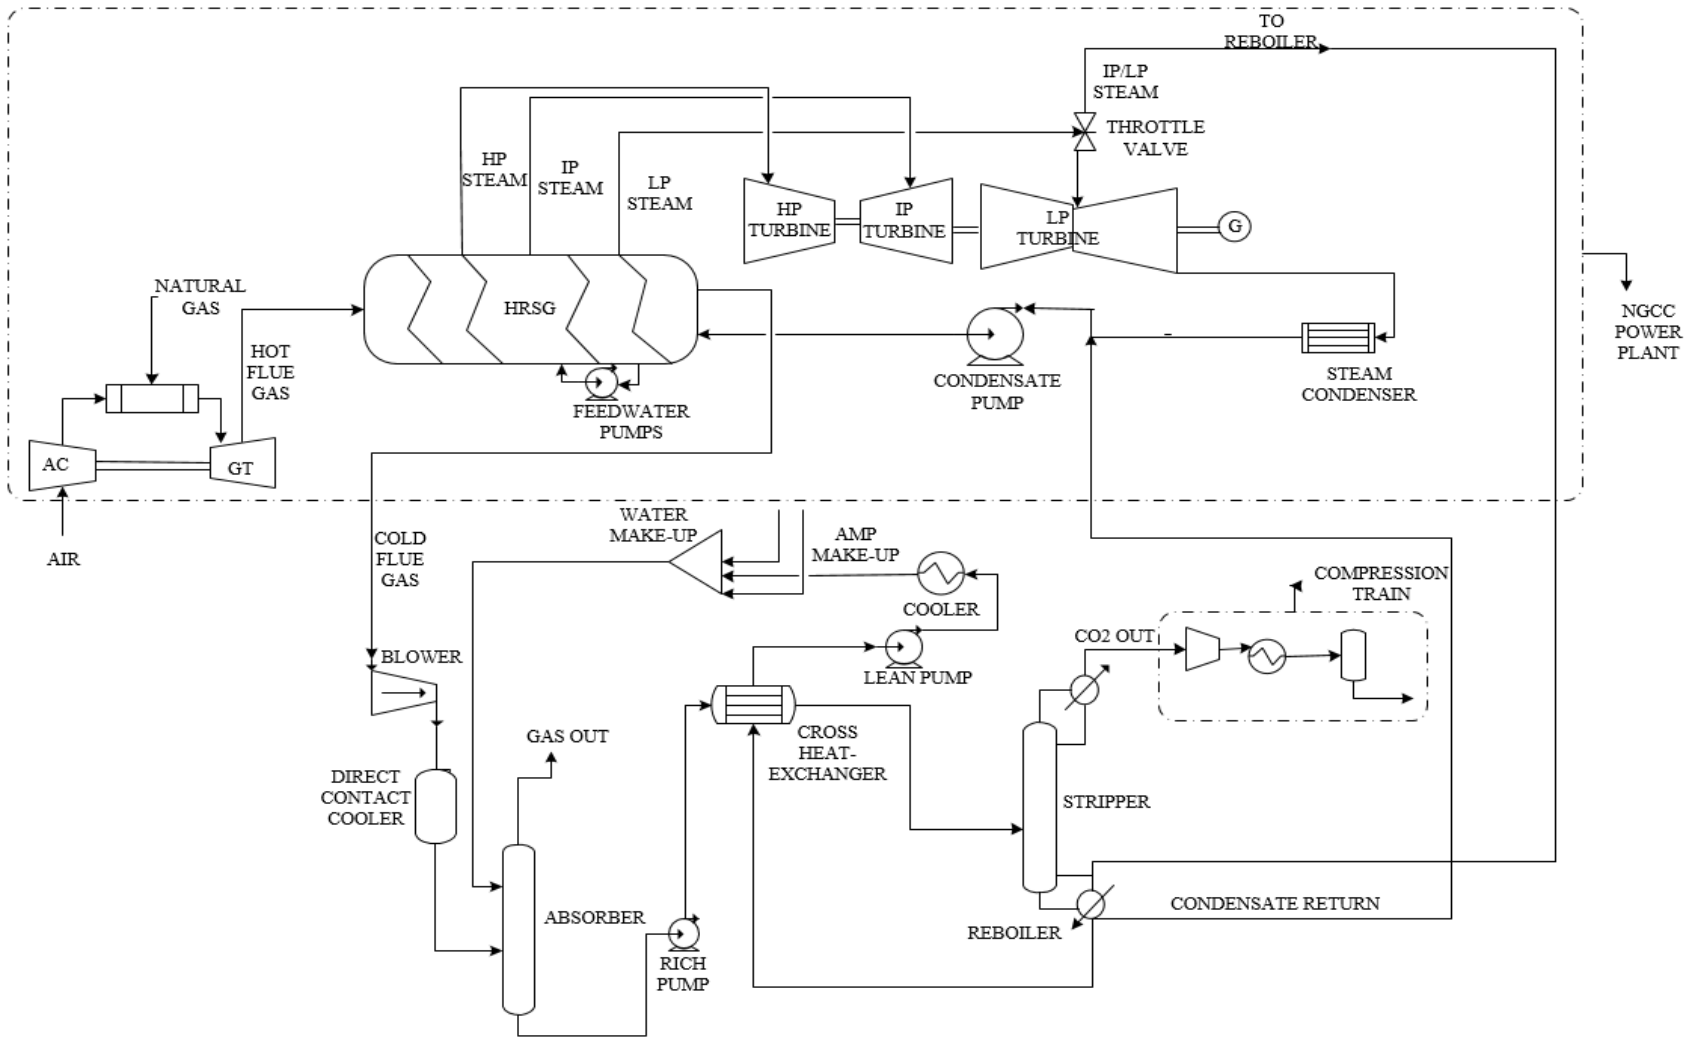 TO
REBOILER
IP/LP
STEAM
THROTTLE
VALVE
HP
STEAM
IP
STEAM
LP
STEAM
HP
TURBINE
IP
TURBINE
LP
TURBINE
G
NATURAL
GAS
HRSG
HOT
FLUE
GAS
NGCC
POWER
PLANT
CONDENSATE
PUMP
STEAM
CONDENSER
FEEDWATER
PUMPS
AC
GT
AIR
WATER
MAKE-UP
AMP
MAKE-UP
COLD
FLUE
GAS
COOLER
COMPRESSION
TRAIN
CO2 OUT
BLOWER
LEAN PUMP
GAS OUT
CROSS
HEAT-
EXCHANGER
DIRECT
CONTACT
COOLER
STRIPPER
ABSORBER
CONDENSATE RETURN
REBOILER
RICH
PUMP